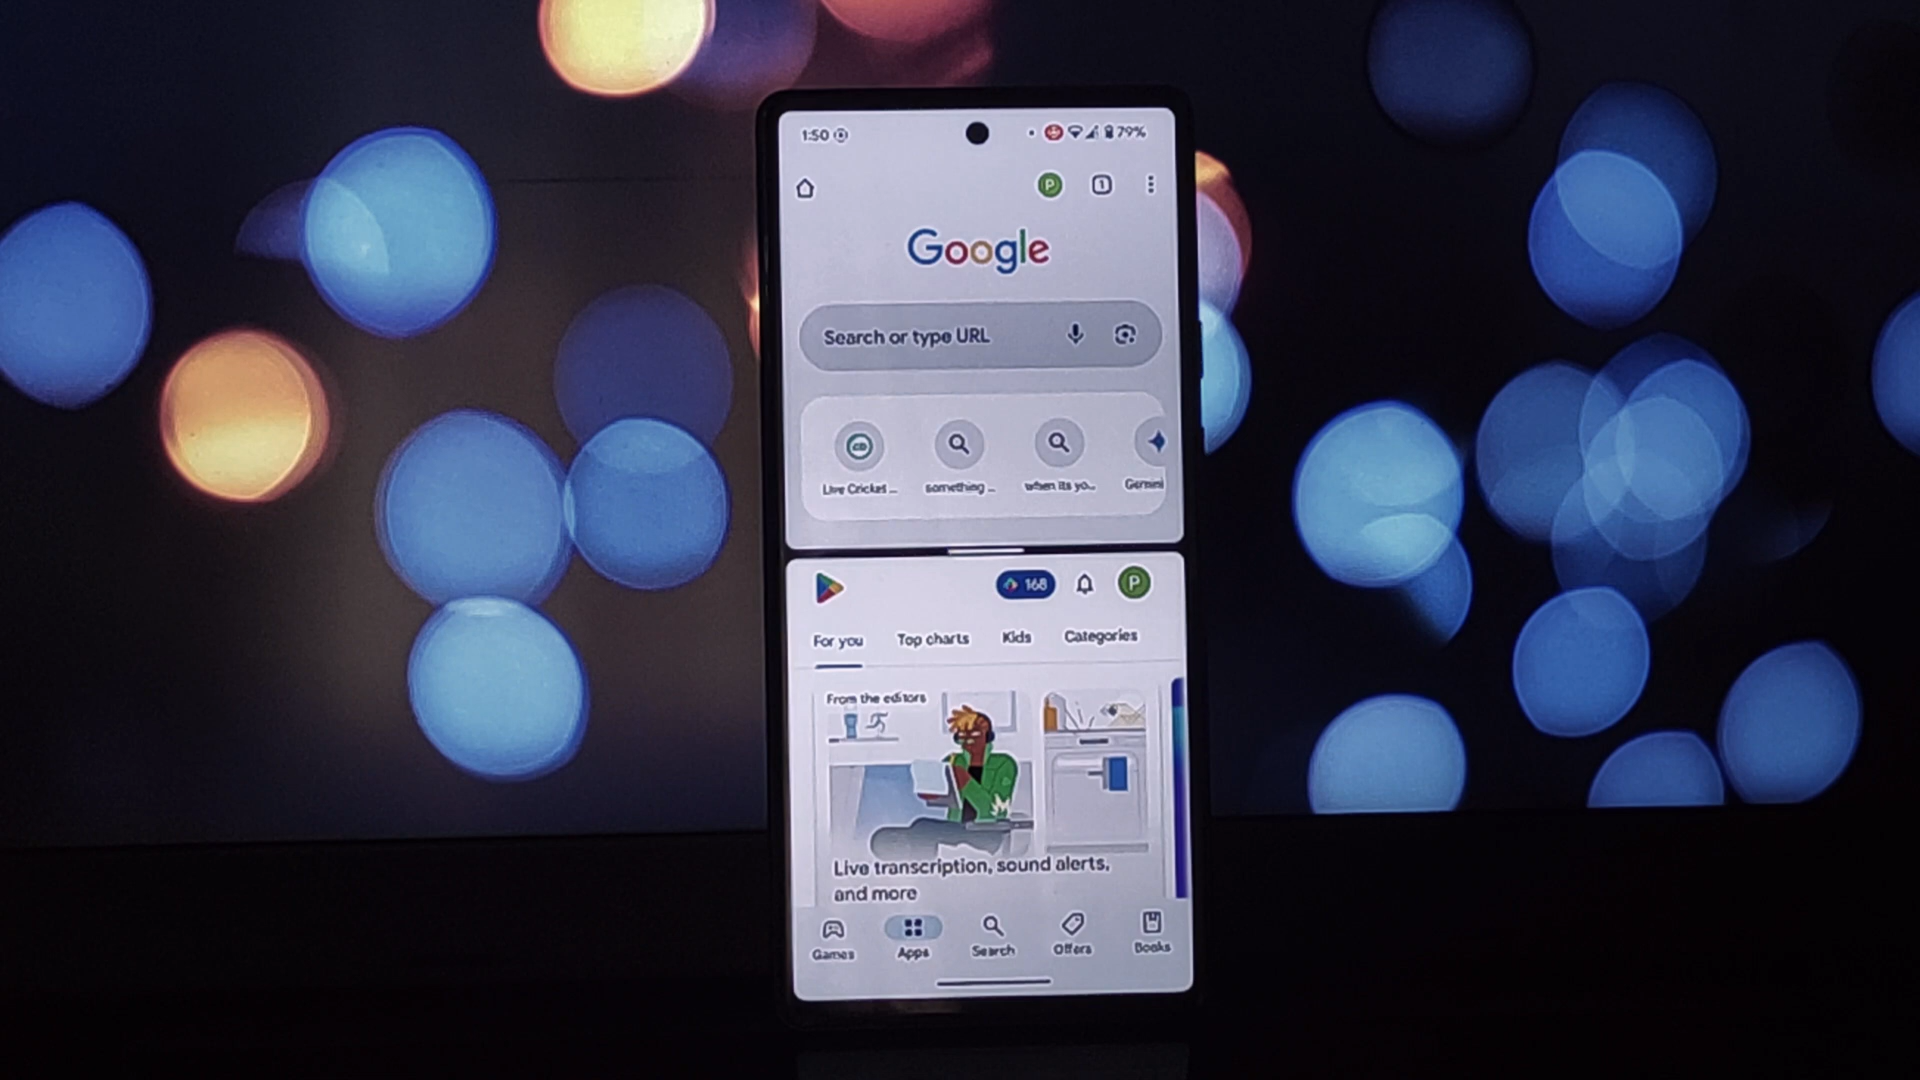 1:50
79%
P
1
Google
Search or type URL
Live Cricket ...
something ...
when its yo...
Gemini
168
P
For you
Top charts
Kids
Categories
From the editors
Live transcription, sound alerts,
and more
Games
Apps
Search
Offers
Books